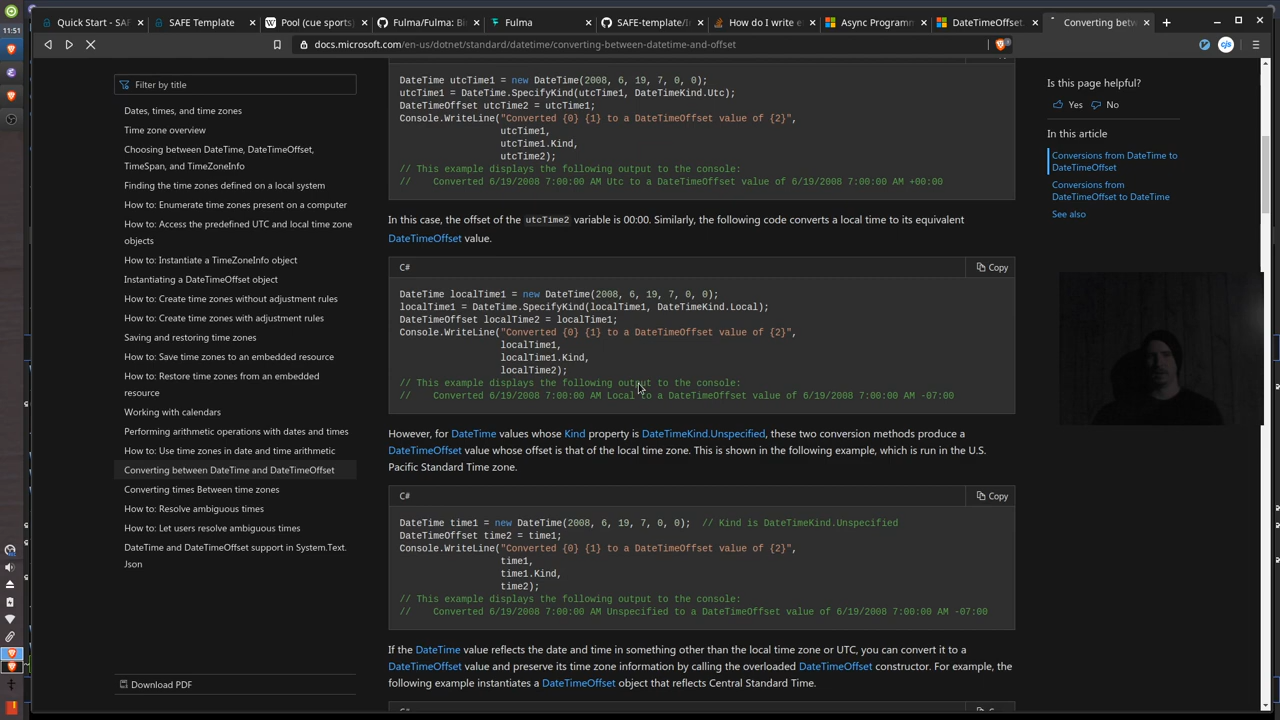 11:51
Quick Start - SAF
SAFE Template
Pool (cue sports)
Fulma/Fulma: Bi
Fulma
SAFE-template/In
How do I write e
Async Programm
DateTimeOffset.
Converting betw
docs.microsoft.com/en-us/dotnet/standard/datetime/converting-between-datetime-and-offset
Filter by title
Dates, times, and time zones
Time zone overview
Choosing between DateTime, DateTimeOffset,
TimeSpan, and TimeZoneInfo
Finding the time zones defined on a local system
How to: Enumerate time zones present on a computer
How to: Access the predefined UTC and local time zone
objects
How to: Instantiate a TimeZoneInfo object
Instantiating a DateTimeOffset object
How to: Create time zones without adjustment rules
How to: Create time zones with adjustment rules
Saving and restoring time zones
How to: Save time zones to an embedded resource
How to: Restore time zones from an embedded
resource
Working with calendars
Performing arithmetic operations with dates and times
How to: Use time zones in date and time arithmetic
Converting between DateTime and DateTimeOffset
Converting times Between time zones
How to: Resolve ambiguous times
How to: Let users resolve ambiguous times
DateTime and DateTimeOffset support in System.Text.
Json
Download PDF
DateTime utcTime1 = new DateTime(2008, 6, 19, 7, 0, 0);
utcTime1 = DateTime.SpecifyKind(utcTime1, DateTimeKind.Utc);
DateTimeOffset utcTime2 = utcTime1;
Console.WriteLine("Converted {0} {1} to a DateTimeOffset value of {2}",
utcTime1,
utcTime1.Kind,
utcTime2);
// This example displays the following output to the console:
// Converted 6/19/2008 7:00:00 AM Utc to a DateTimeOffset value of 6/19/2008 7:00:00 AM +00:00
In this case, the offset of the utcTime2 variable is 00:00. Similarly, the following code converts a local time to its equivalent
DateTimeOffset value.
C#
Copy
DateTime localTime1 = new DateTime(2008, 6, 19, 7, 0, 0);
localTime1 = DateTime.SpecifyKind(localTime1, DateTimeKind.Local);
DateTimeOffset localTime2 = localTime1;
Console.WriteLine("Converted {0} {1} to a DateTimeOffset value of {2}",
localTime1,
localTime1.Kind,
localTime2);
// This example displays the following output to the console:
// Converted 6/19/2008 7:00:00 AM Local to a DateTimeOffset value of 6/19/2008 7:00:00 AM -07:00
However, for DateTime values whose Kind property is DateTimeKind.Unspecified, these two conversion methods produce a
DateTimeOffset value whose offset is that of the local time zone. This is shown in the following example, which is run in the U.S.
Pacific Standard Time zone.
C#
Copy
DateTime time1 = new DateTime(2008, 6, 19, 7, 0, 0); // Kind is DateTimeKind.Unspecified
DateTimeOffset time2 = time1;
Console.WriteLine("Converted {0} {1} to a DateTimeOffset value of {2}",
time1,
time1.Kind,
time2);
// This example displays the following output to the console:
// Converted 6/19/2008 7:00:00 AM Unspecified to a DateTimeOffset value of 6/19/2008 7:00:00 AM -07:00
If the DateTime value reflects the date and time in something other than the local time zone or UTC, you can convert it to a
DateTimeOffset value and preserve its time zone information by calling the overloaded DateTimeOffset constructor. For example, the
following example instantiates a DateTimeOffset object that reflects Central Standard Time.
Is this page helpful?
Yes
No
In this article
Conversions from DateTime to
DateTimeOffset
Conversions from
DateTimeOffset to DateTime
See also